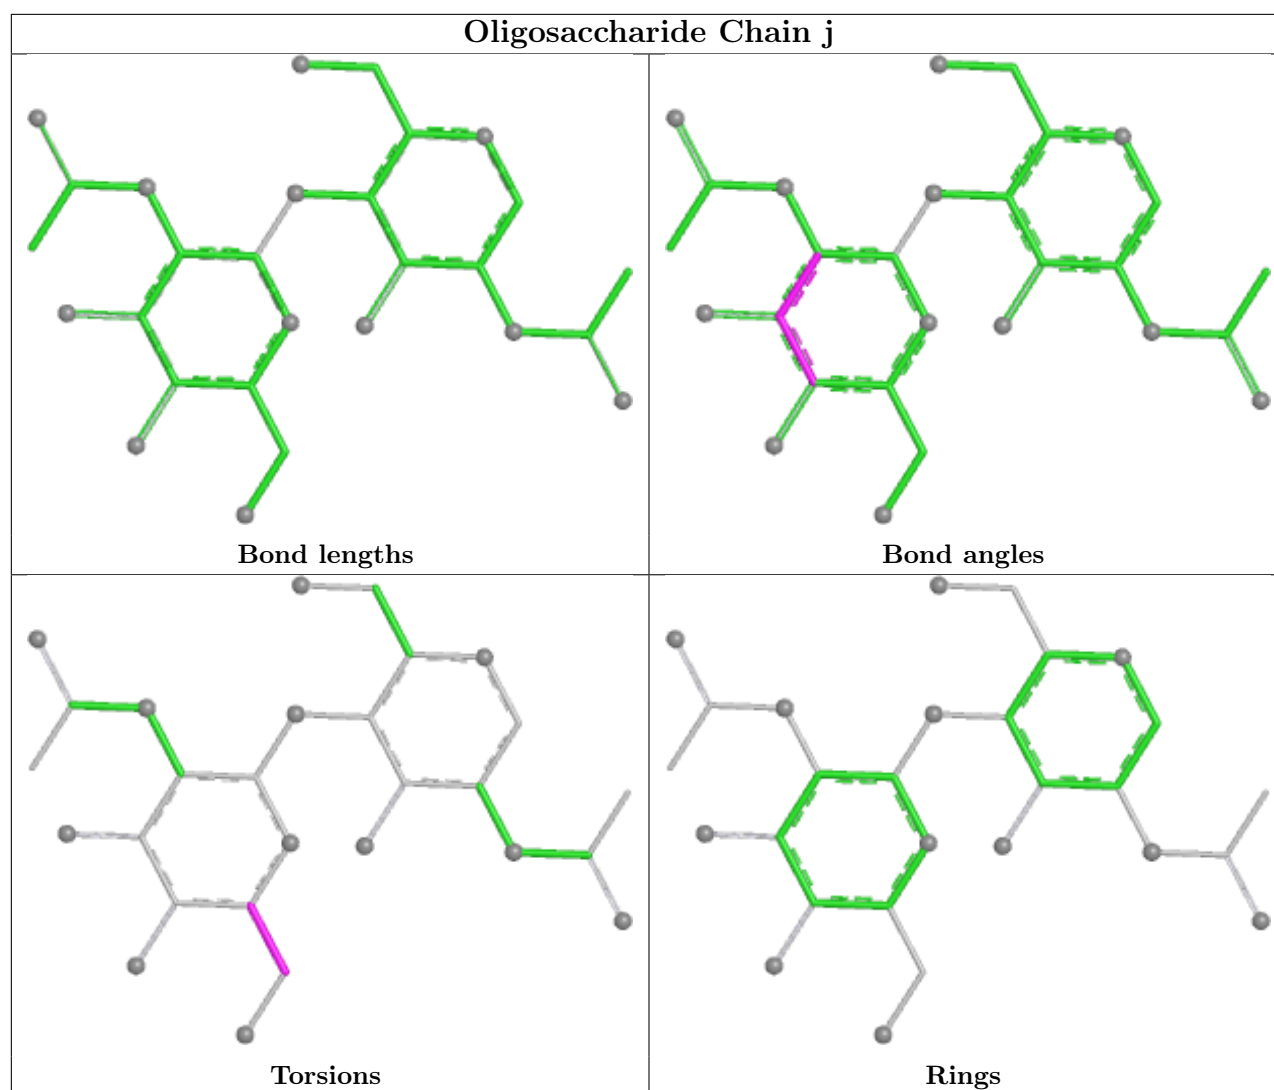 Oligosaccharide Chain j
Bond lengths
Bond angles
Torsions
Rings